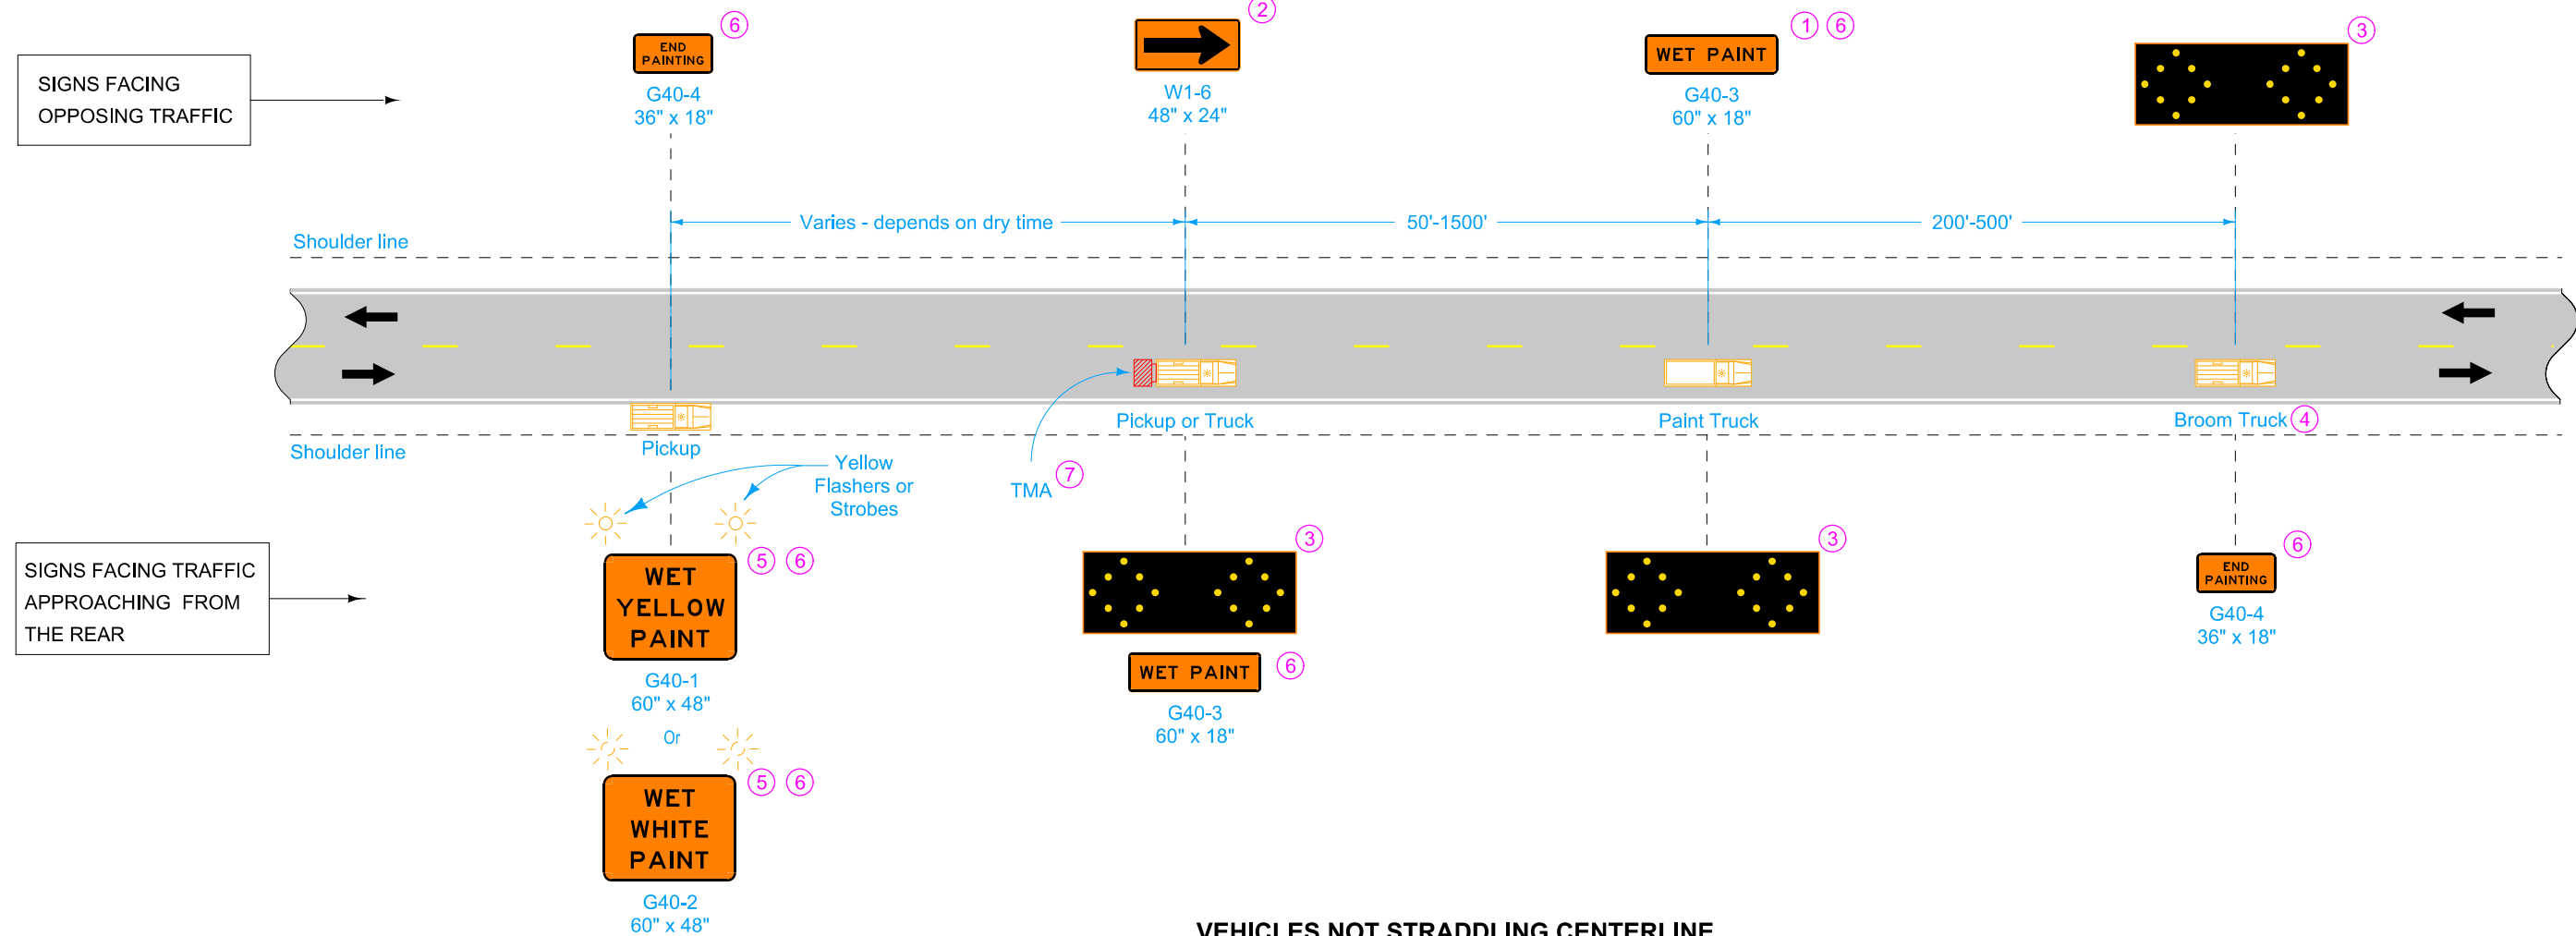 SIGNS FACING
OPPOSING TRAFFIC
END
PAINTING
6
G40-4
36" x 18"
2
W1-6
48" x 24"
WET PAINT
1 6
G40-3
60" x 18"
3
Varies - depends on dry time
50'-1500'
200'-500'
Shoulder line
Shoulder line
Pickup
Pickup or Truck
Paint Truck
Broom Truck 4
Yellow
Flashers or
Strobes
TMA 7
SIGNS FACING TRAFFIC
APPROACHING FROM
THE REAR
WET
YELLOW
PAINT
5 6
G40-1
60" x 48"
Or
WET
WHITE
PAINT
5 6
G40-2
60" x 48"
3
WET PAINT
6
G40-3
60" x 18"
3
END
PAINTING
6
G40-4
36" x 18"
VEHICLES NOT STRADDLING CENTERLINE